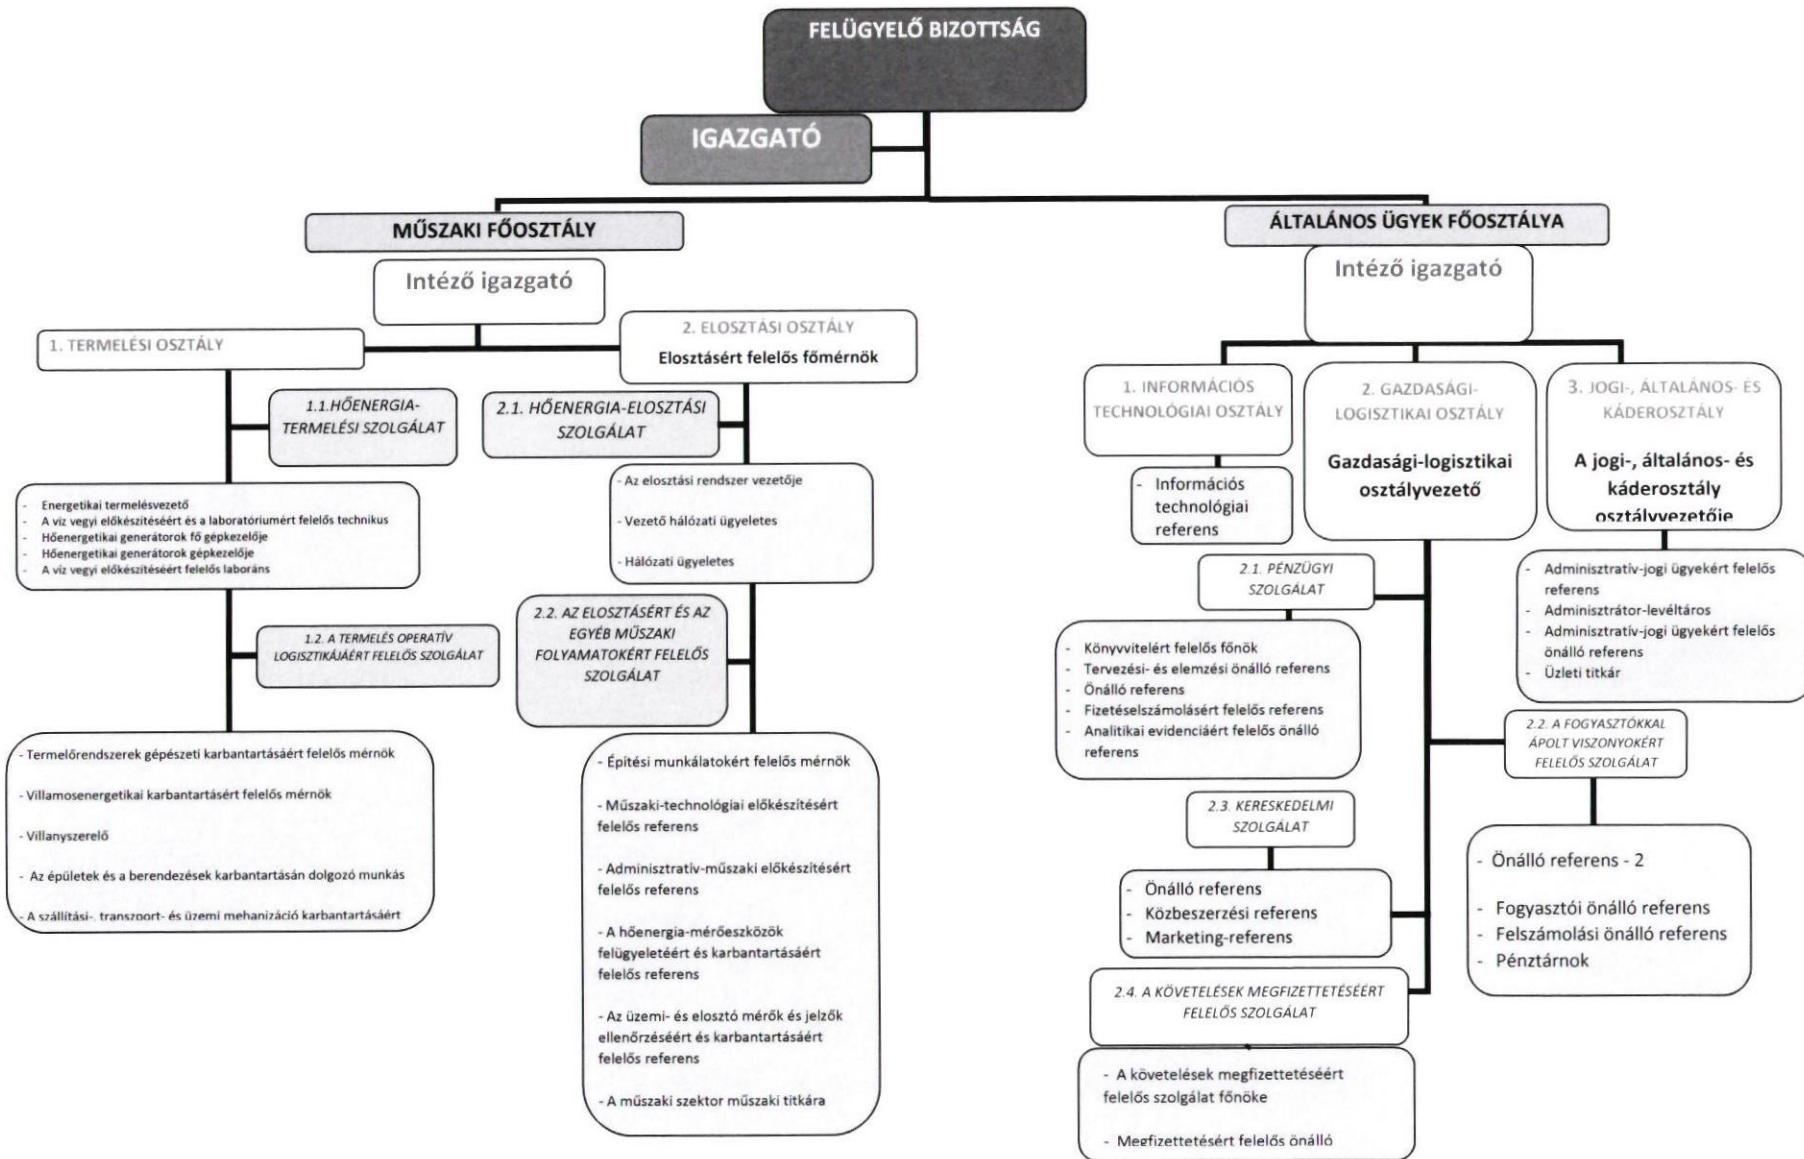 FELÜGYELŐ BIZOTTSÁG
IGAZGATÓ
MŰSZAKI FŐOSZTÁLY
Intéző igazgató
1. TERMELÉSI OSZTÁLY
2. ELOSZTÁSI OSZTÁLY
Elosztásért felelős főmérnök
1.1.HŐENERGIA-
TERMELÉSI SZOLGÁLAT
2.1. HŐENERGIA-ELOSZTÁSI
SZOLGÁLAT
- Energetikai termelésvezető
- A víz vegyi előkészítéséért és a laboratóriumért felelős technikus
- Hőenergetikai generátorok fő gépkezelője
- Hőenergetikai generátorok gépkezelője
- A víz vegyi előkészítéséért felelős laboráns
- Az elosztási rendszer vezetője
- Vezető hálózati ügyeletes
- Hálózati ügyeletes
1.2. A TERMELÉS OPERATÍV
LOGISZTIKÁJÁÉRT FELELŐS SZOLGÁLAT
2.2. AZ ELOSZTÁSÉRT ÉS AZ
EGYÉB MŰSZAKI
FOLYAMATOKÉRT FELELŐS
SZOLGÁLAT
- Termelőrendszerek gépészeti karbantartásáért felelős mérnök
- Villamosenergetikai karbantartásért felelős mérnök
- Villanyszerelő
- Az épületek és a berendezések karbantartásán dolgozó munkás
- A szállítási-, transzport- és üzemi mehanizáció karbantartásáért
- Építési munkálatokért felelős mérnök
- Műszaki-technológiai előkészítésért
felelős referens
- Adminisztratív-műszaki előkészítésért
felelős referens
- A hőenergia-mérőeszközök
felügyeletéért és karbantartásáért
felelős referens
- Az üzemi- és elosztó mérők és jelzők
ellenőrzéséért és karbantartásáért
felelős referens
- A műszaki szektor műszaki titkára
ÁLTALÁNOS ÜGYEK FŐOSZTÁLYA
Intéző igazgató
1. INFORMÁCIÓS
TECHNOLÓGIAI OSZTÁLY
- Információs
technológiai
referens
2. GAZDASÁGI-
LOGISZTIKAI OSZTÁLY
Gazdasági-logisztikai
osztályvezető
3. JOGI-, ÁLTALÁNOS- ÉS
KÁDEROSZTÁLY
A jogi-, általános- és
káderosztály
osztályvezetője
- Adminisztratív-jogi ügyekért felelős
referens
- Adminisztrátor-levéltáros
- Adminisztratív-jogi ügyekért felelős
önálló referens
- Üzleti titkár
2.1. PÉNZÜGYI
SZOLGÁLAT
- Könyvvitelért felelős főnök
- Tervezési- és elemzési önálló referens
- Önálló referens
- Fizetéselszámolásért felelős referens
- Analitikai evidenciáért felelős önálló
referens
2.2. A FOGYASZTÓKKAL
ÁPOLT VISZONYOKÉRT
FELELŐS SZOLGÁLAT
- Önálló referens - 2
- Fogyasztói önálló referens
- Felszámolási önálló referens
- Pénztárnok
2.3. KERESKEDELMI
SZOLGÁLAT
- Önálló referens
- Közbeszerzési referens
- Marketing-referens
2.4. A KÖVETELÉSEK MEGFIZETTETÉSÉÉRT
FELELŐS SZOLGÁLAT
- A követelések megfizettetéséért
felelős szolgálat főnöke
- Megfizettetésért felelős önálló